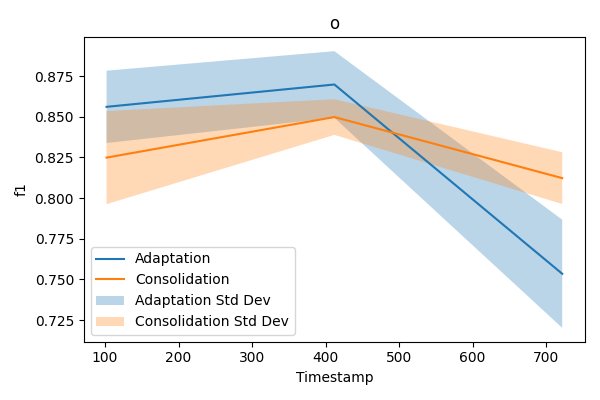 o
f1
0.875
0.850
0.825
0.800
0.775
0.750
0.725
Adaptation
Consolidation
Adaptation Std Dev
Consolidation Std Dev
100 200 300 400 500 600 700
Timestamp